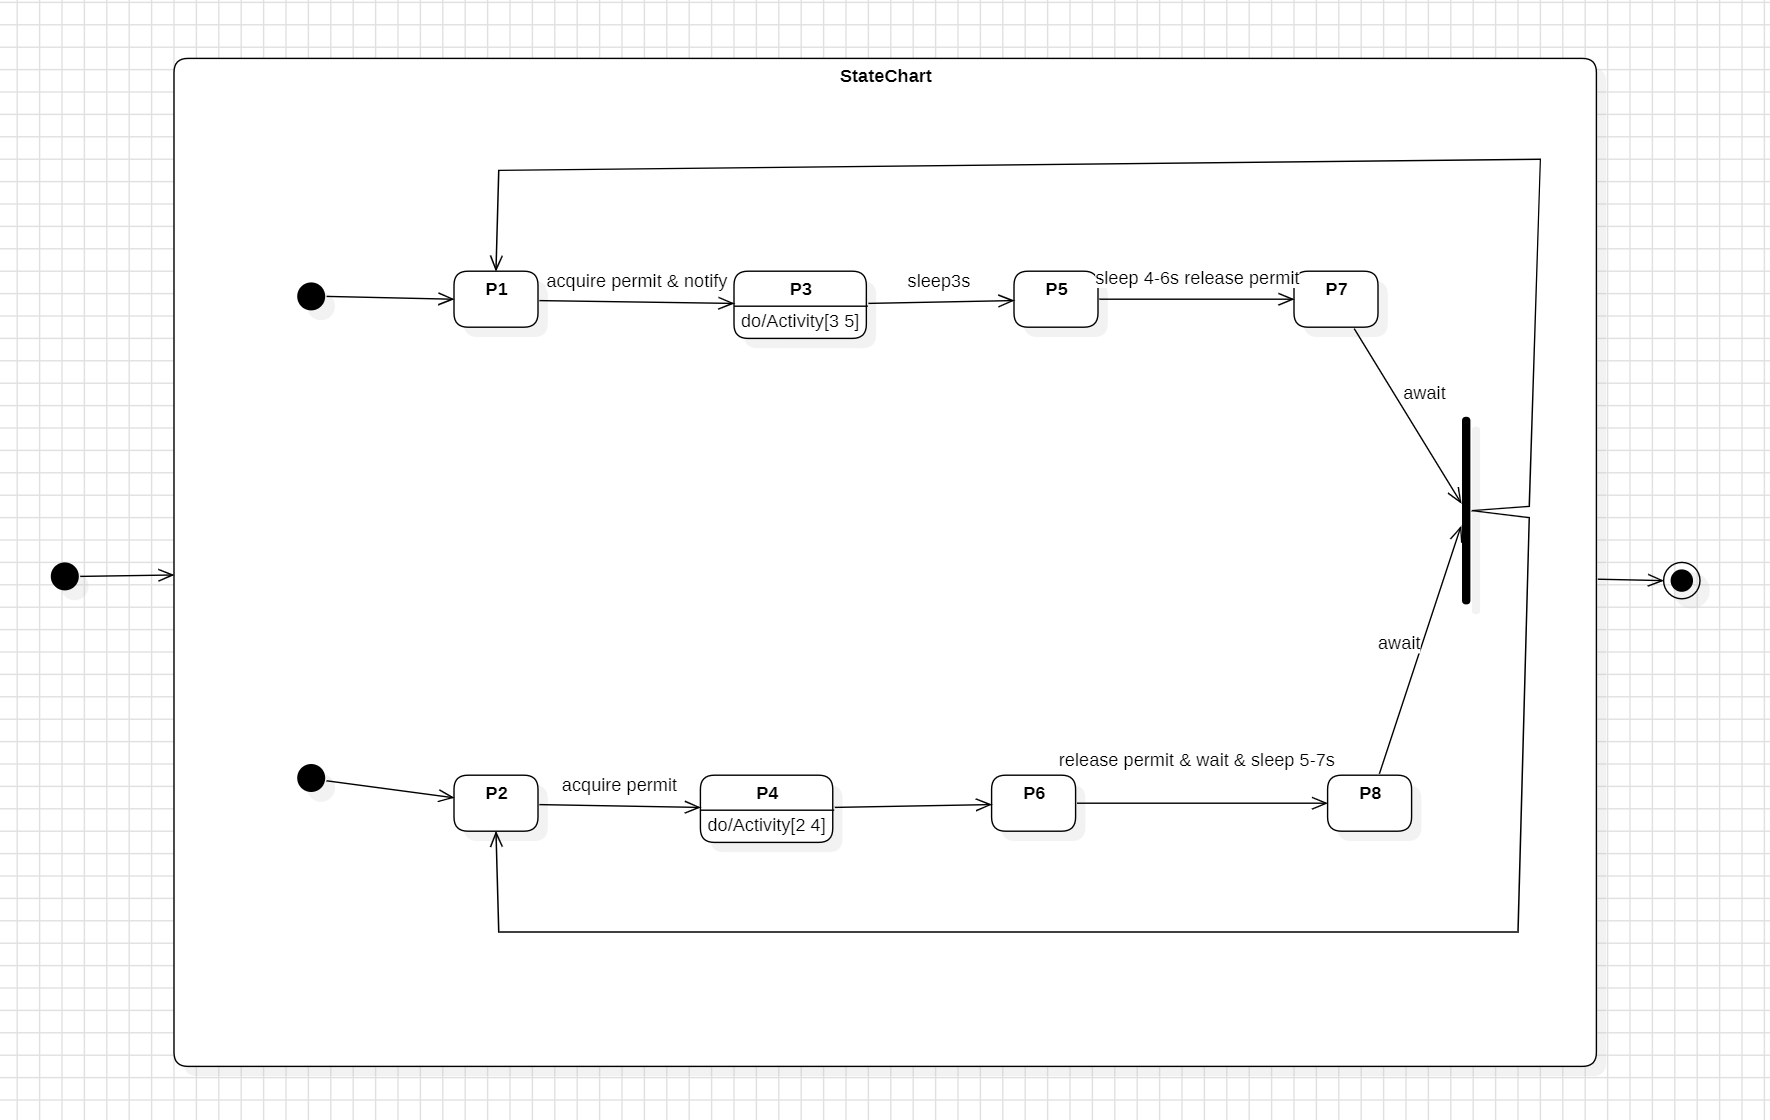 StateChart
P1
acquire permit & notify
P3
do/Activity[3 5]
sleep3s
P5
sleep 4-6s release permit
P7
await
await
P2
acquire permit
P4
do/Activity[2 4]
P6
release permit & wait & sleep 5-7s
P8